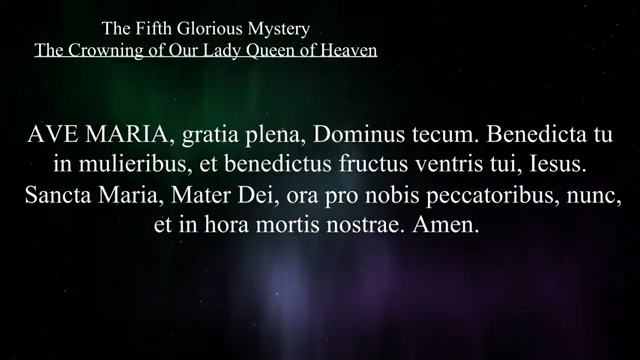 The Fifth Glorious Mystery
The Crowning of Our Lady Queen of Heaven
AVE MARIA, gratia plena, Dominus tecum. Benedicta tu
in mulieribus, et benedictus fructus ventris tui, Iesus.
Sancta Maria, Mater Dei, ora pro nobis peccatoribus, nunc,
et in hora mortis nostrae. Amen.